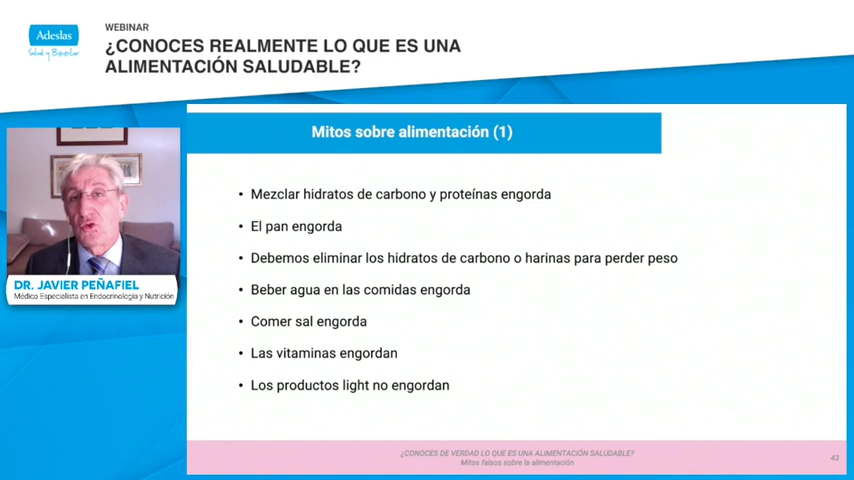 Adeslas
Salud y Bienestar
WEBINAR
¿CONOCES REALMENTE LO QUE ES UNA
ALIMENTACIÓN SALUDABLE?
Mitos sobre alimentación (1)
• Mezclar hidratos de carbono y proteínas engorda
• El pan engorda
• Debemos eliminar los hidratos de carbono o harinas para perder peso
• Beber agua en las comidas engorda
• Comer sal engorda
• Las vitaminas engordan
• Los productos light no engordan
DR. JAVIER PEÑAFIEL
Médico Especialista en Endocrinología y Nutrición
¿CONOCES DE VERDAD LO QUE ES UNA ALIMENTACIÓN SALUDABLE?
Mitos falsos sobre la alimentación
43